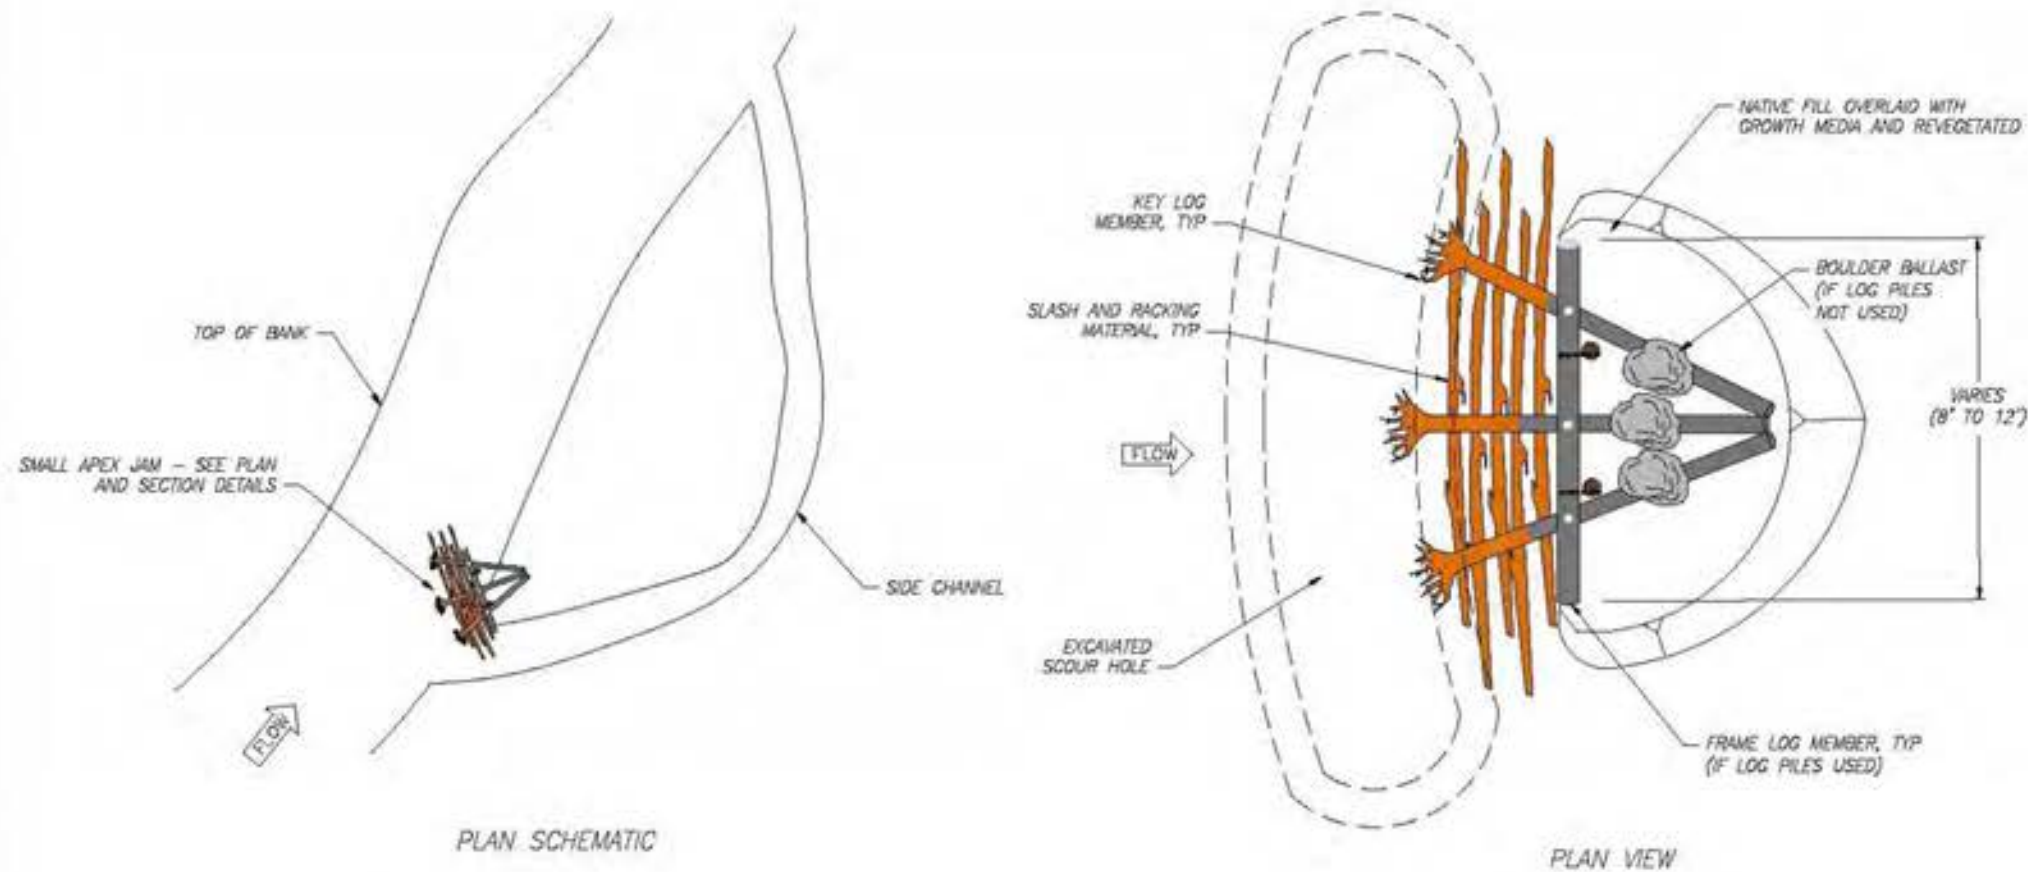 TOP OF BANK
SMALL APEX JAM – SEE PLAN
AND SECTION DETAILS
SIDE CHANNEL
FLOW
PLAN SCHEMATIC
NATIVE FILL OVERLAID WITH
GROWTH MEDIA AND REVEGETATED
KEY LOG
MEMBER, TYP
BOULDER BALLAST
(IF LOG PILES
NOT USED)
SLASH AND RACKING
MATERIAL, TYP
VARIES
(8' TO 12')
FLOW
EXCAVATED
SCOUR HOLE
FRAME LOG MEMBER, TYP
(IF LOG PILES USED)
PLAN VIEW